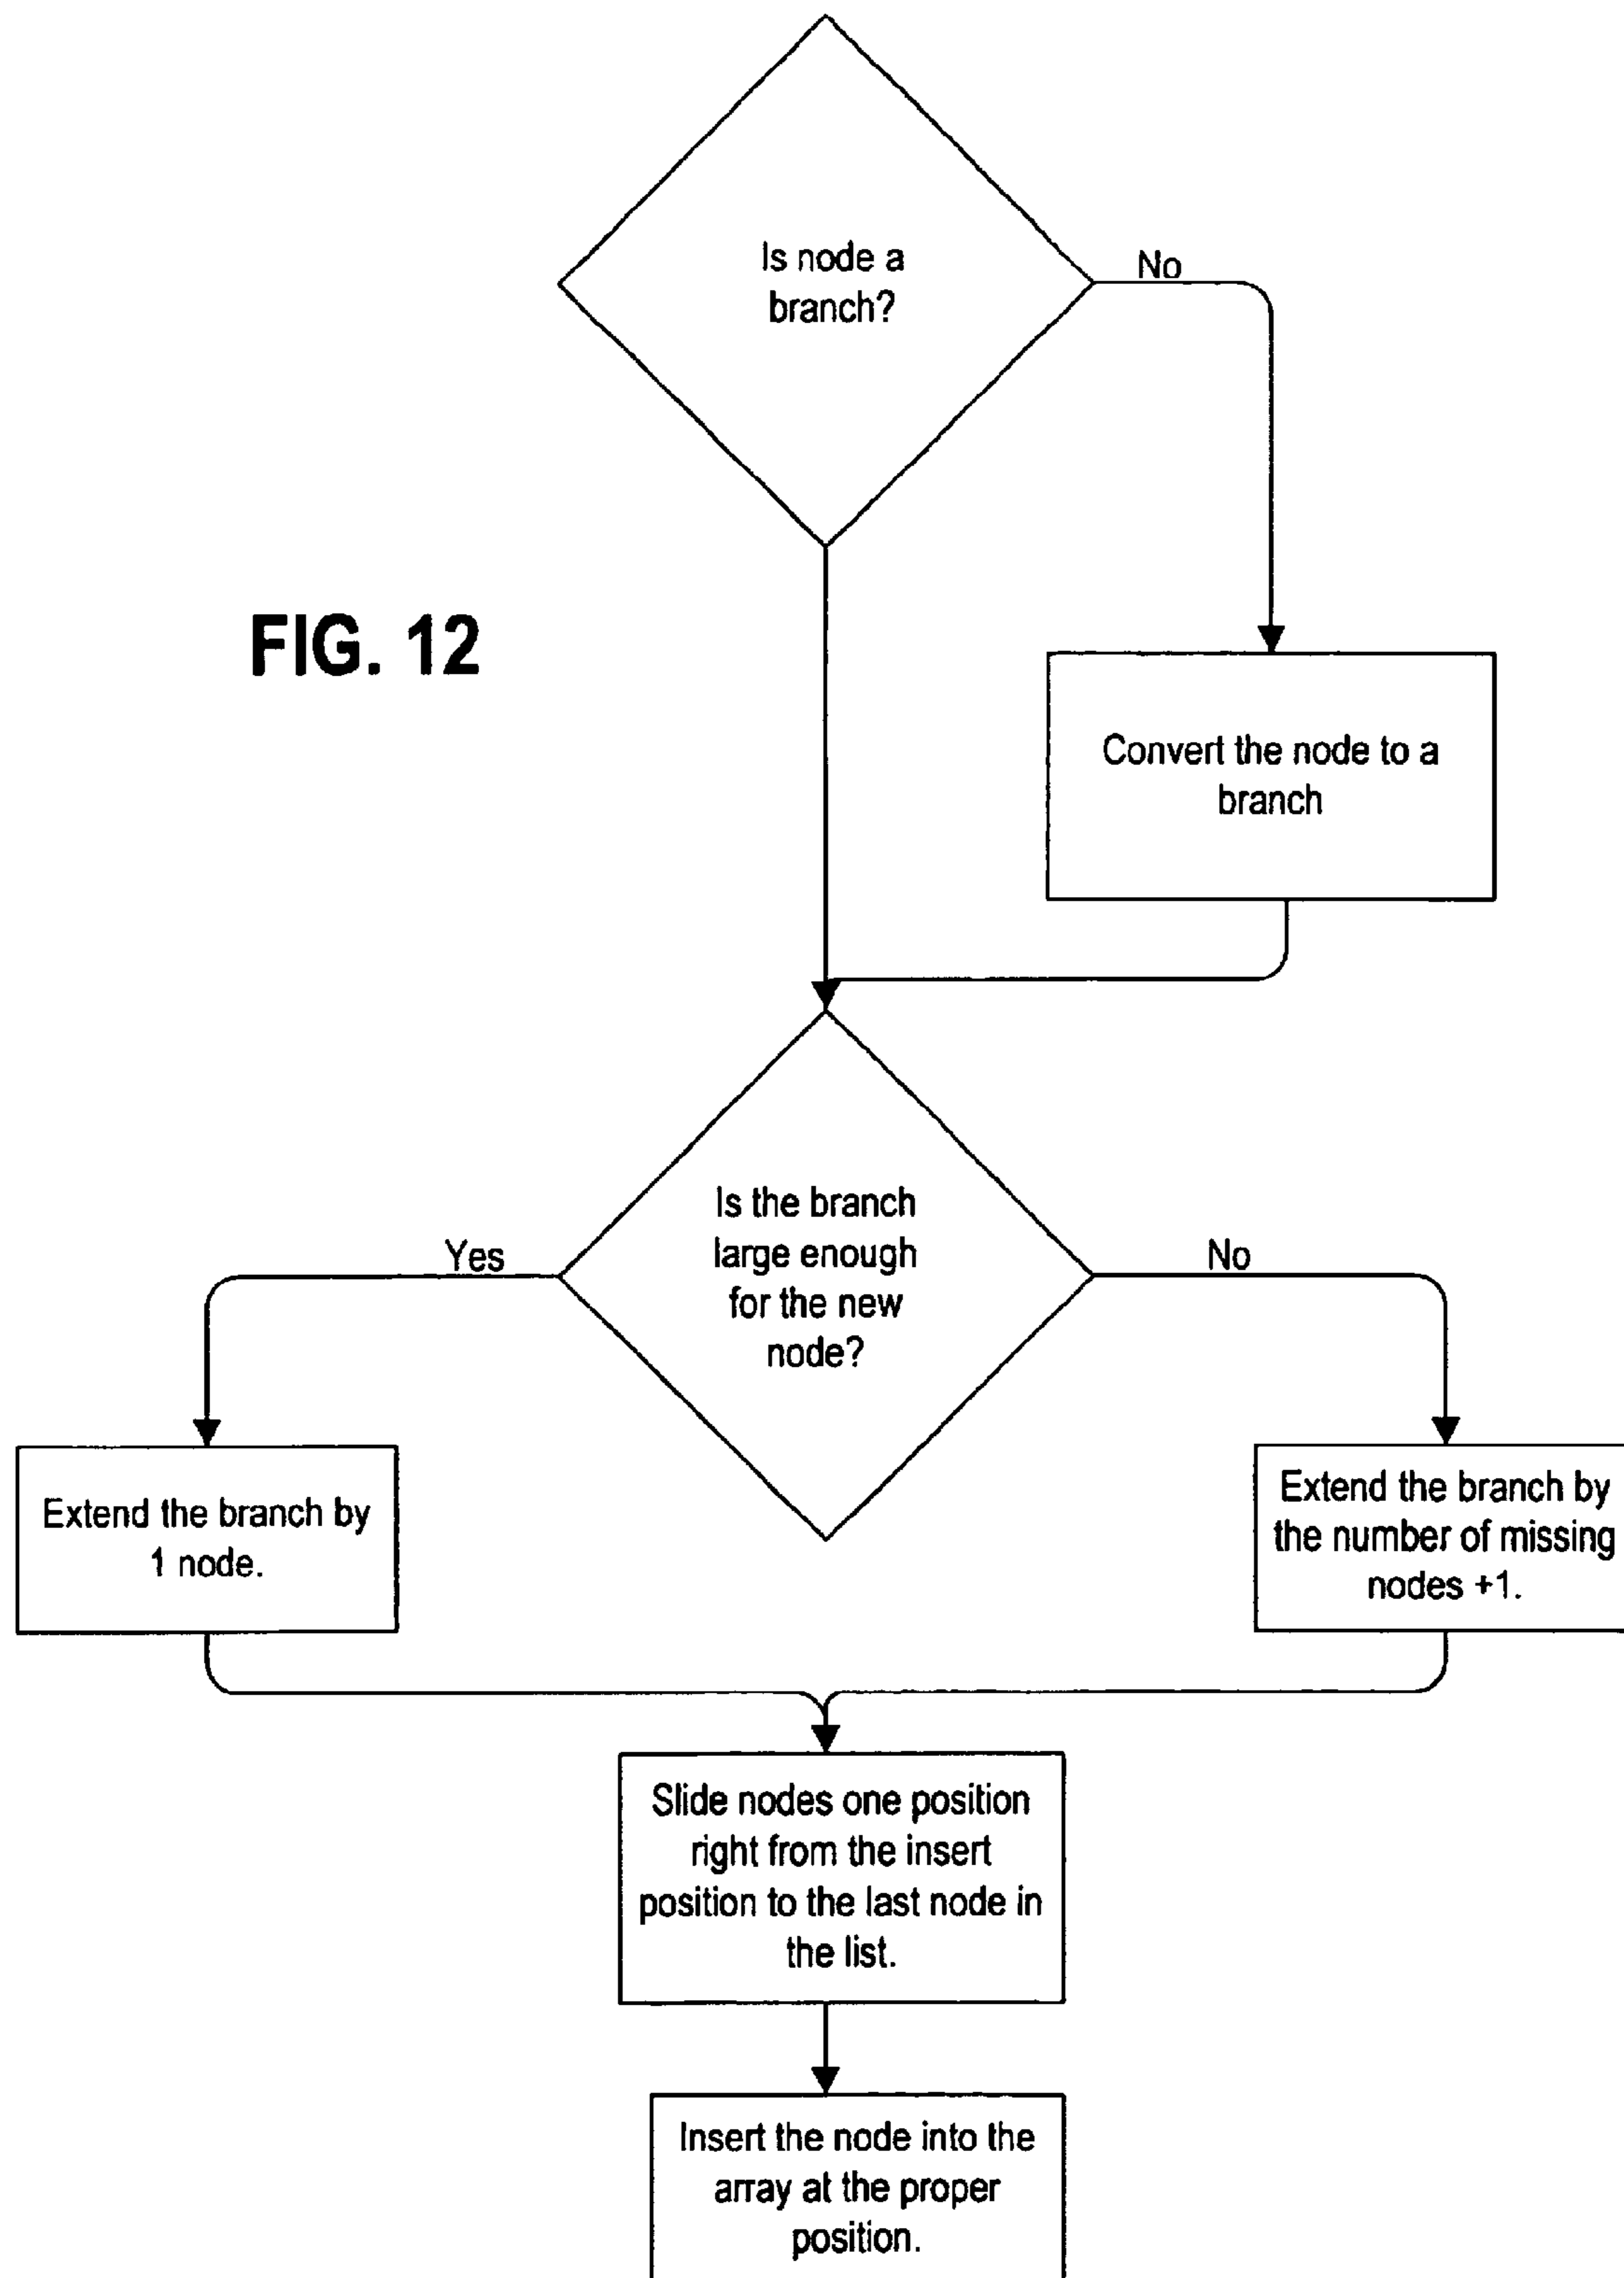 Is node a
branch?
No
FIG. 12
Convert the node to a
branch
Is the branch
large enough
for the new
node?
Yes
No
Extend the branch by
1 node.
Extend the branch by
the number of missing
nodes +1.
Slide nodes one position
right from the insert
position to the last node in
the list.
Insert the node into the
array at the proper
position.